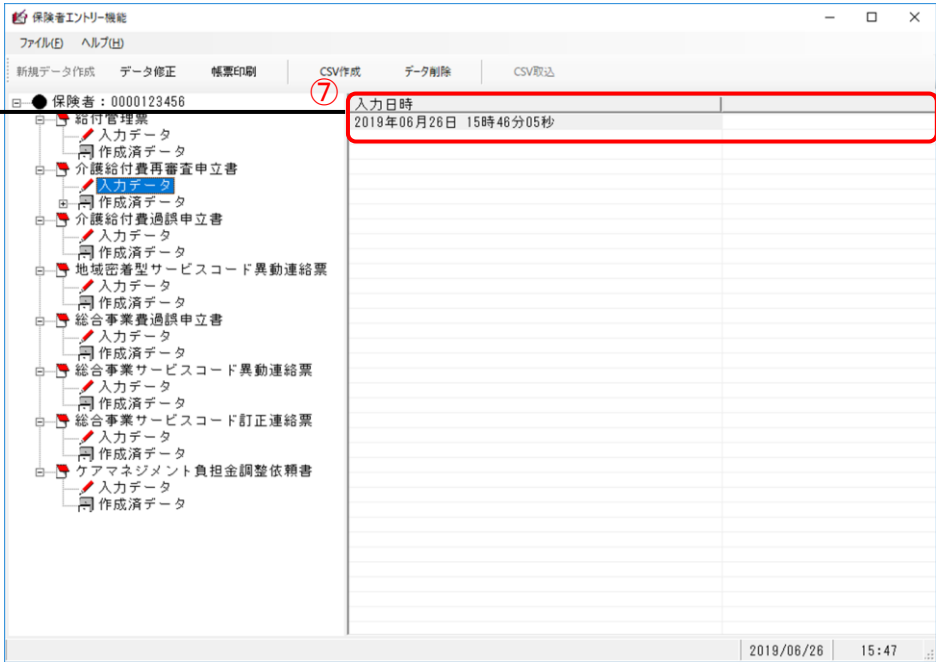 保険者エントリー機能
ファイル(F) ヘルプ(H)
新規データ作成 データ修正 帳票印刷 CSV作成 データ削除 CSV取込
⑦
保険者：0000123456
給付管理票
入力データ
作成済データ
介護給付費再審査申立書
入力データ
作成済データ
介護給付費過誤申立書
入力データ
作成済データ
地域密着型サービスコード異動連絡票
入力データ
作成済データ
総合事業費過誤申立書
入力データ
作成済データ
総合事業サービスコード異動連絡票
入力データ
作成済データ
総合事業サービスコード訂正連絡票
入力データ
作成済データ
ケアマネジメント負担金調整依頼書
入力データ
作成済データ
入力日時
2019年06月26日 15時46分05秒
2019/06/26 15:47